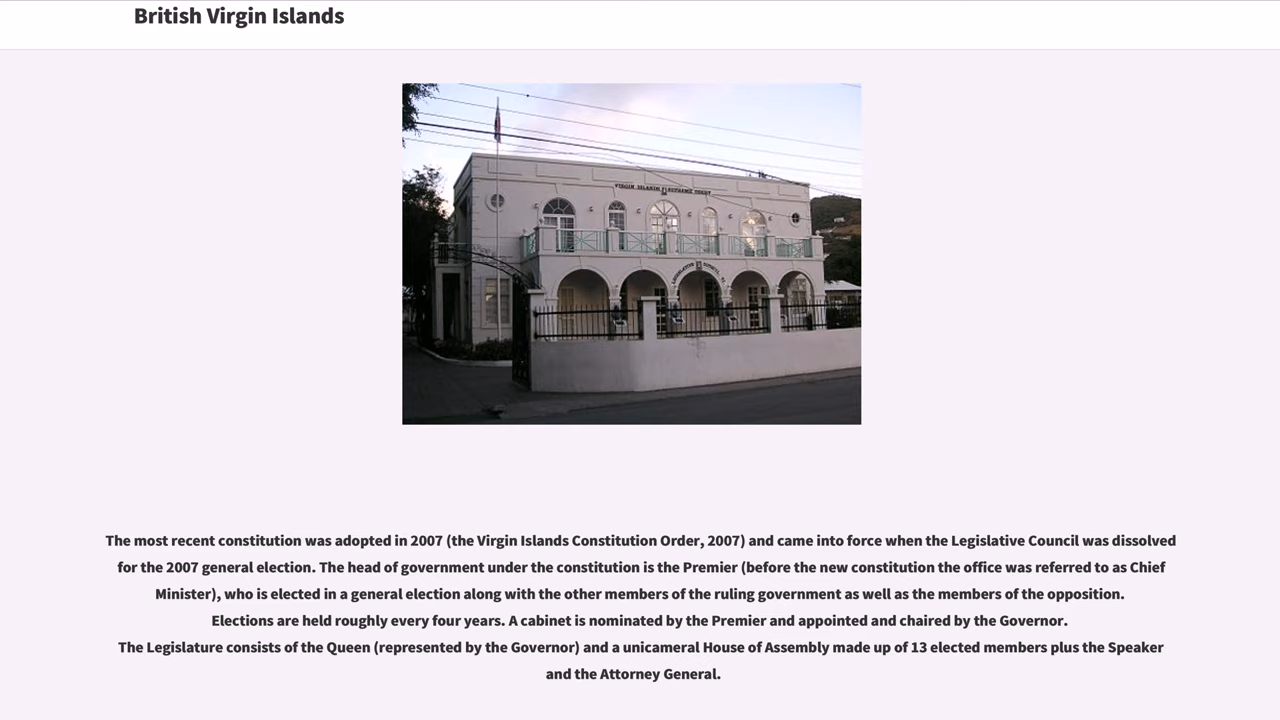 British Virgin Islands
VIRGIN ISLANDS SUPREME COURT
LEGISLATIVE COUNCIL
The most recent constitution was adopted in 2007 (the Virgin Islands Constitution Order, 2007) and came into force when the Legislative Council was dissolved
for the 2007 general election. The head of government under the constitution is the Premier (before the new constitution the office was referred to as Chief
Minister), who is elected in a general election along with the other members of the ruling government as well as the members of the opposition.
Elections are held roughly every four years. A cabinet is nominated by the Premier and appointed and chaired by the Governor.
The Legislature consists of the Queen (represented by the Governor) and a unicameral House of Assembly made up of 13 elected members plus the Speaker
and the Attorney General.